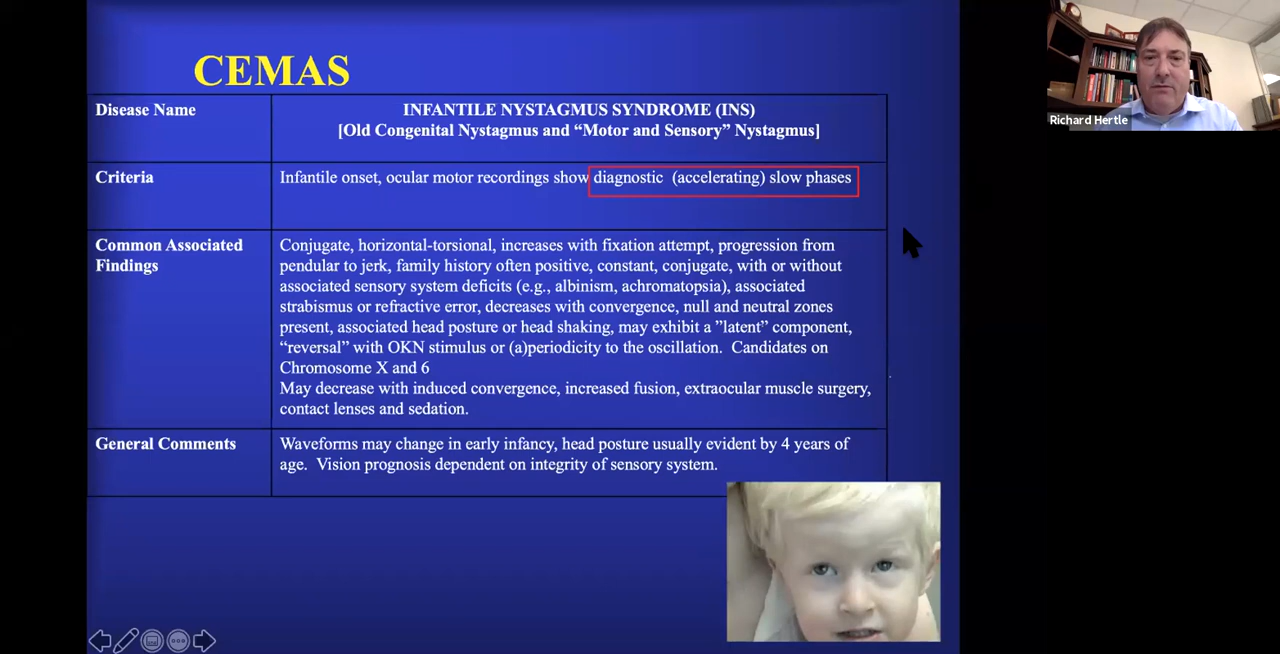 CEMAS
Disease Name
INFANTILE NYSTAGMUS SYNDROME (INS)
[Old Congenital Nystagmus and “Motor and Sensory” Nystagmus]
Criteria
Infantile onset, ocular motor recordings show diagnostic (accelerating) slow phases
Common Associated
Findings
Conjugate, horizontal-torsional, increases with fixation attempt, progression from
pendular to jerk, family history often positive, constant, conjugate, with or without
associated sensory system deficits (e.g., albinism, achromatopsia), associated
strabismus or refractive error, decreases with convergence, null and neutral zones
present, associated head posture or head shaking, may exhibit a ”latent” component,
“reversal” with OKN stimulus or (a)periodicity to the oscillation. Candidates on
Chromosome X and 6
May decrease with induced convergence, increased fusion, extraocular muscle surgery,
contact lenses and sedation.
General Comments
Waveforms may change in early infancy, head posture usually evident by 4 years of
age. Vision prognosis dependent on integrity of sensory system.
Richard Hertle